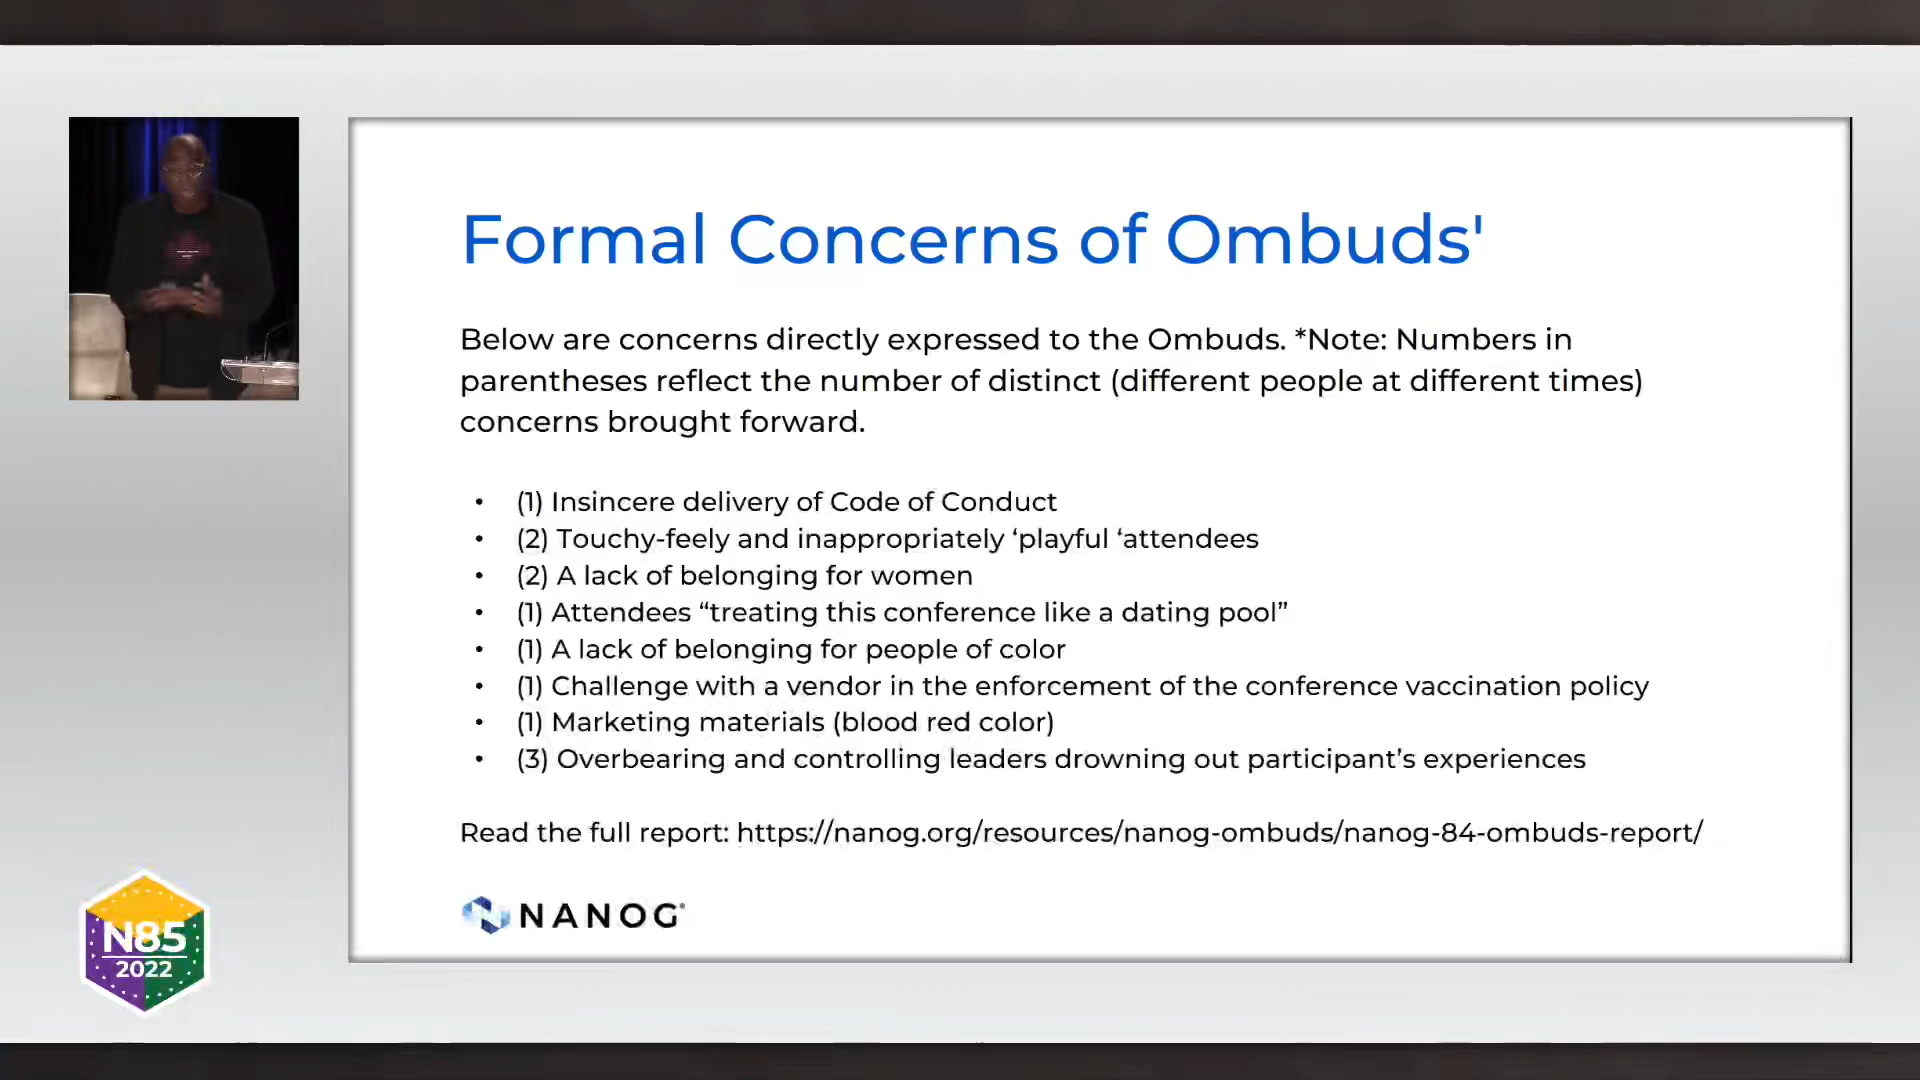 Formal Concerns of Ombuds'
Below are concerns directly expressed to the Ombuds. *Note: Numbers in
parentheses reflect the number of distinct (different people at different times)
concerns brought forward.
• (1) Insincere delivery of Code of Conduct
• (2) Touchy-feely and inappropriately ‘playful ‘attendees
• (2) A lack of belonging for women
• (1) Attendees “treating this conference like a dating pool”
• (1) A lack of belonging for people of color
• (1) Challenge with a vendor in the enforcement of the conference vaccination policy
• (1) Marketing materials (blood red color)
• (3) Overbearing and controlling leaders drowning out participant’s experiences
Read the full report: https://nanog.org/resources/nanog-ombuds/nanog-84-ombuds-report/
NANOG®
N85
2022